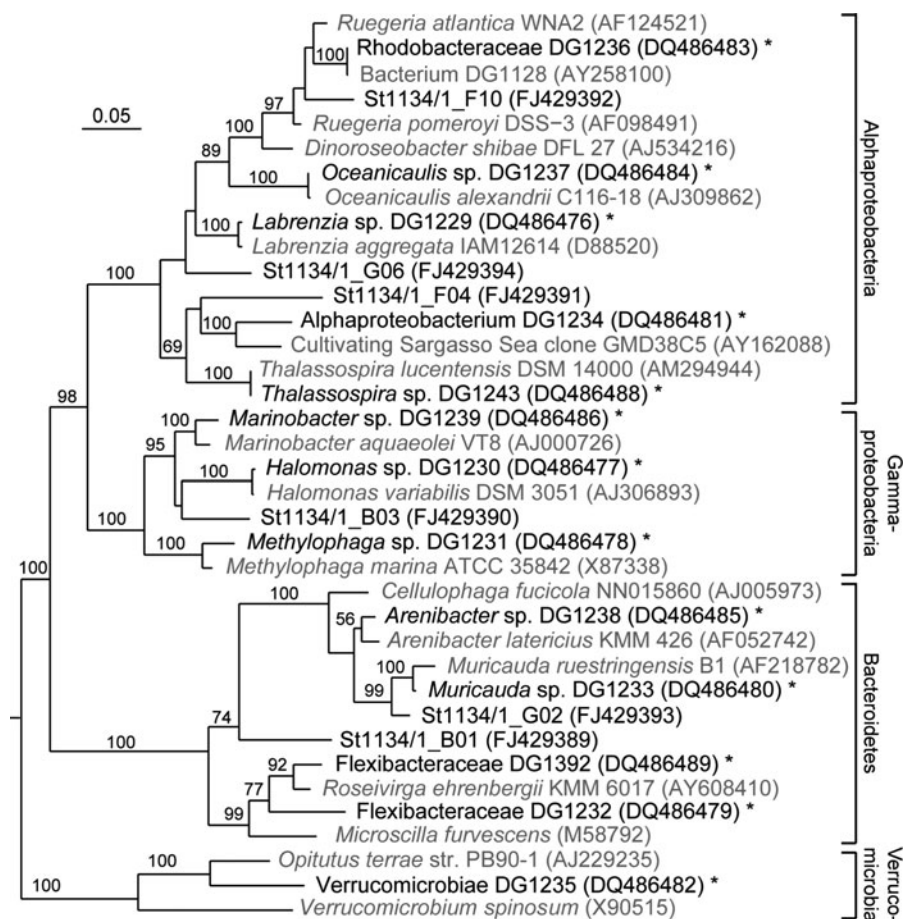 Ruegeria atlantica WNA2 (AF124521)
Rhodobacteraceae DG1236 (DQ486483) *
100
Bacterium DG1128 (AY258100)
St1134/1_F10 (FJ429392)
97
0.05
Ruegeria pomeroyi DSS−3 (AF098491)
100
Dinoroseobacter shibae DFL 27 (AJ534216)
89
Oceanicaulis sp. DG1237 (DQ486484) *
100
Oceanicaulis alexandrii C116-18 (AJ309862)
Labrenzia sp. DG1229 (DQ486476) *
100
Labrenzia aggregata IAM12614 (D88520)
100
St1134/1_G06 (FJ429394)
St1134/1_F04 (FJ429391)
Alphaproteobacterium DG1234 (DQ486481) *
100
Cultivating Sargasso Sea clone GMD38C5 (AY162088)
69
Thalassospira lucentensis DSM 14000 (AM294944)
100
Thalassospira sp. DG1243 (DQ486488) *
Alphaproteobacteria
98
Marinobacter sp. DG1239 (DQ486486) *
100
Marinobacter aquaeolei VT8 (AJ000726)
95
Halomonas sp. DG1230 (DQ486477) *
100
Halomonas variabilis DSM 3051 (AJ306893)
St1134/1_B03 (FJ429390)
100
Methylophaga sp. DG1231 (DQ486478) *
100
Methylophaga marina ATCC 35842 (X87338)
Gamma-
proteobacteria
100
Cellulophaga fucicola NN015860 (AJ005973)
100
Arenibacter sp. DG1238 (DQ486485) *
56
Arenibacter latericius KMM 426 (AF052742)
Muricauda ruestringensis B1 (AF218782)
100
Muricauda sp. DG1233 (DQ486480) *
99
St1134/1_G02 (FJ429393)
74
St1134/1_B01 (FJ429389)
100
Flexibacteraceae DG1392 (DQ486489) *
92
Roseivirga ehrenbergii KMM 6017 (AY608410)
77
Flexibacteraceae DG1232 (DQ486479) *
99
Microscilla furvescens (M58792)
Bacteroidetes
Opitutus terrae str. PB90-1 (AJ229235)
100
Verrucomicrobiae DG1235 (DQ486482) *
100
Verrucomicrobium spinosum (X90515)
Verruco-
microbia